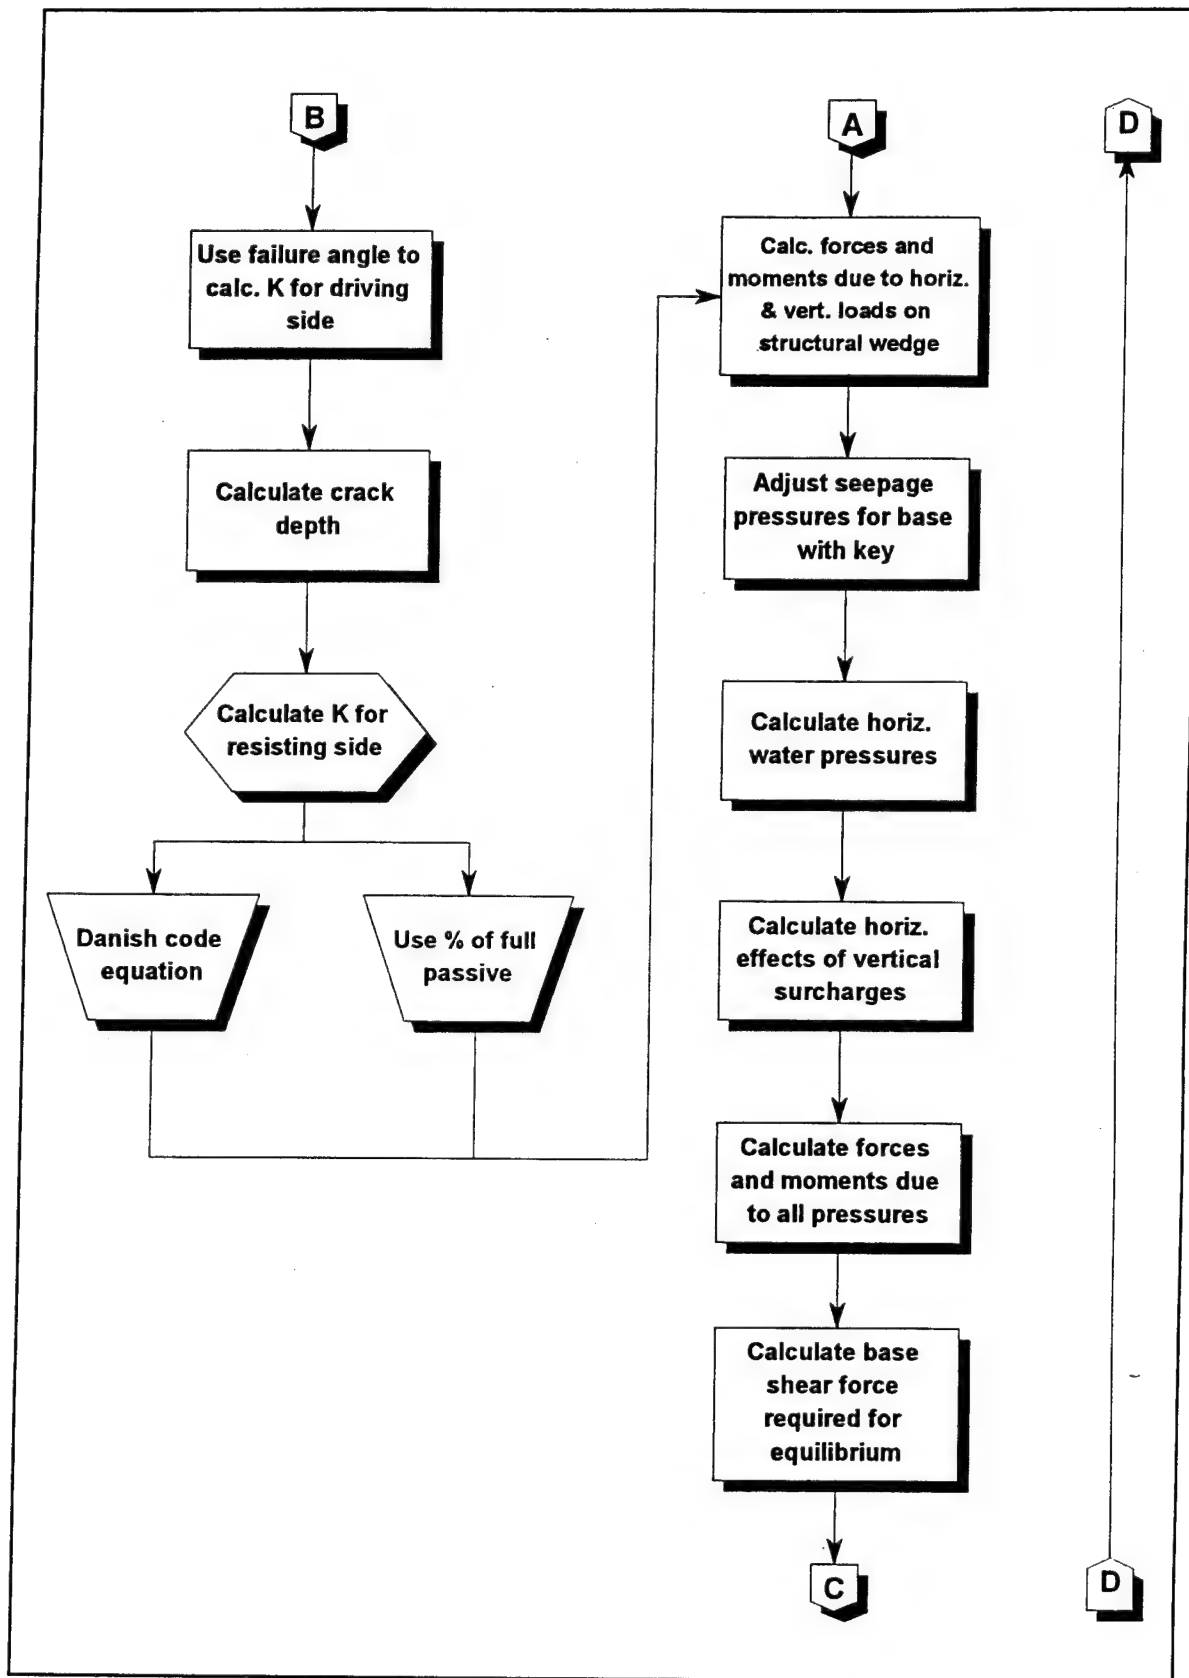 B
Use failure angle to
calc. K for driving
side
Calculate crack
depth
Calculate K for
resisting side
Danish code
equation
Use % of full
passive
A
Calc. forces and
moments due to horiz.
& vert. loads on
structural wedge
Adjust seepage
pressures for base
with key
Calculate horiz.
water pressures
Calculate horiz.
effects of vertical
surcharges
Calculate forces
and moments due
to all pressures
Calculate base
shear force
required for
equilibrium
C
D
D